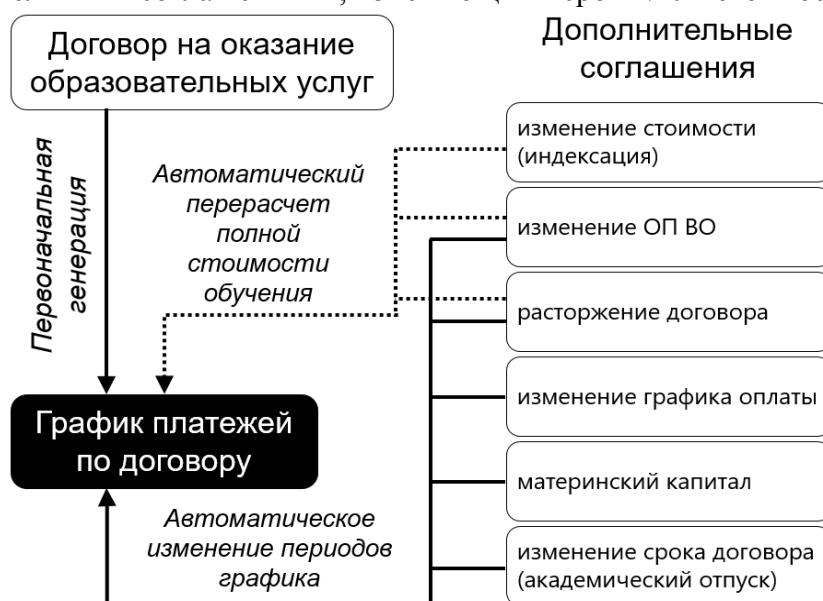 Договор на оказание
образовательных услуг
Дополнительные
соглашения
Первоначальная
генерация
Автоматический
перерасчет
полной
стоимости
обучения
изменение стоимости
(индексация)
изменение ОП ВО
расторжение договора
изменение графика оплаты
материнский капитал
изменение срока договора
(академический отпуск)
График платежей
по договору
Автоматическое
изменение периодов
графика